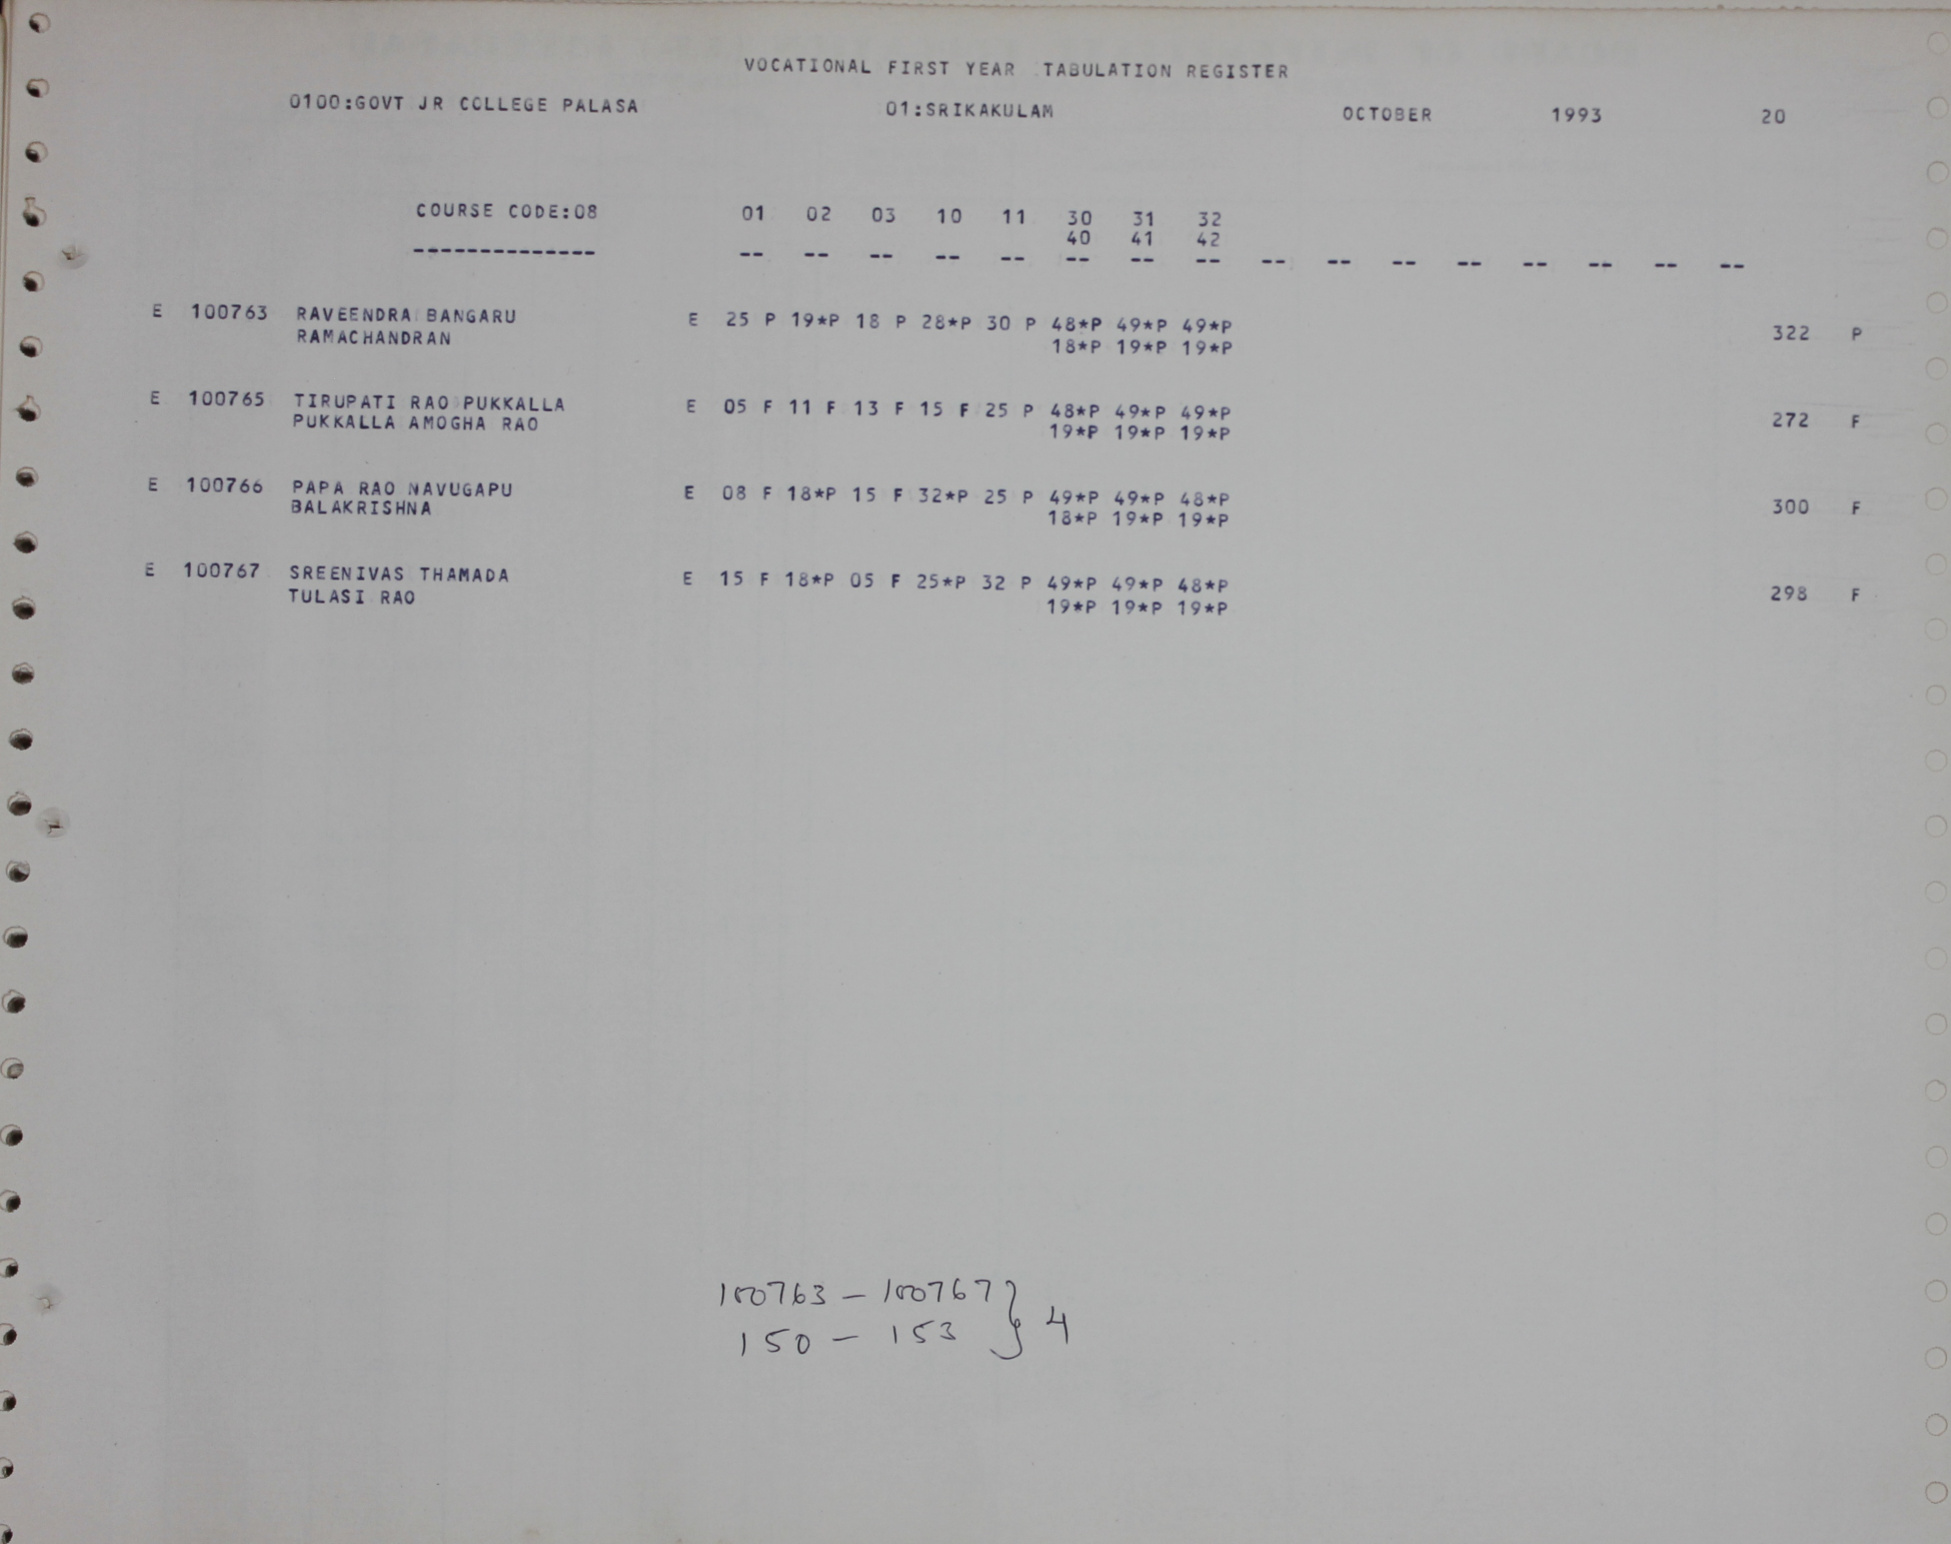 VOCATIONAL FIRST YEAR TABULATION REGISTER
0100:GOVT JR COLLEGE PALASA 01:SRIKAKULAM OCTOBER 1993 20
COURSE CODE:08 01 02 03 10 11 30 31 32
40 41 42
-------------- -- -- -- -- -- -- -- -- -- -- -- -- -- -- -- --
E 100763 RAVEENDRA BANGARU E 25 P 19*P 18 P 28*P 30 P 48*P 49*P 49*P 322 P
RAMACHANDRAN 18*P 19*P 19*P
E 100765 TIRUPATI RAO PUKKALLA E 05 F 11 F 13 F 15 F 25 P 48*P 49*P 49*P 272 F
PUKKALLA AMOGHA RAO 19*P 19*P 19*P
E 100766 PAPA RAO NAVUGAPU E 08 F 18*P 15 F 32*P 25 P 49*P 49*P 48*P 300 F
BALAKRISHNA 18*P 19*P 19*P
E 100767 SREENIVAS THAMADA E 15 F 18*P 05 F 25*P 32 P 49*P 49*P 48*P 298 F
TULASI RAO 19*P 19*P 19*P
100763 - 100767 } 4
150 - 153